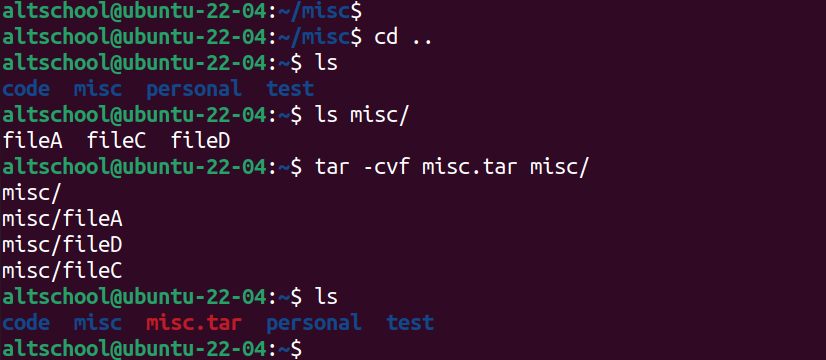 altschool@ubuntu-22-04:~/misc$
altschool@ubuntu-22-04:~/misc$ cd ..
altschool@ubuntu-22-04:~$ ls
code  misc  personal  test
altschool@ubuntu-22-04:~$ ls misc/
fileA  fileC  fileD
altschool@ubuntu-22-04:~$ tar -cvf misc.tar misc/
misc/
misc/fileA
misc/fileD
misc/fileC
altschool@ubuntu-22-04:~$ ls
code  misc  misc.tar  personal  test
altschool@ubuntu-22-04:~$